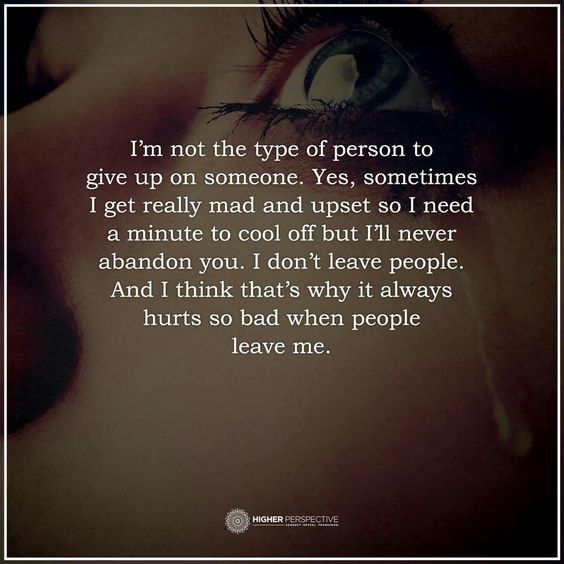 I'm not the type of person to
give up on someone. Yes, sometimes
I get really mad and upset so I need
a minute to cool off but I'll never
abandon you. I don't leave people.
And I think that's why it always
hurts so bad when people
leave me.
HIGHER PERSPECTIVE